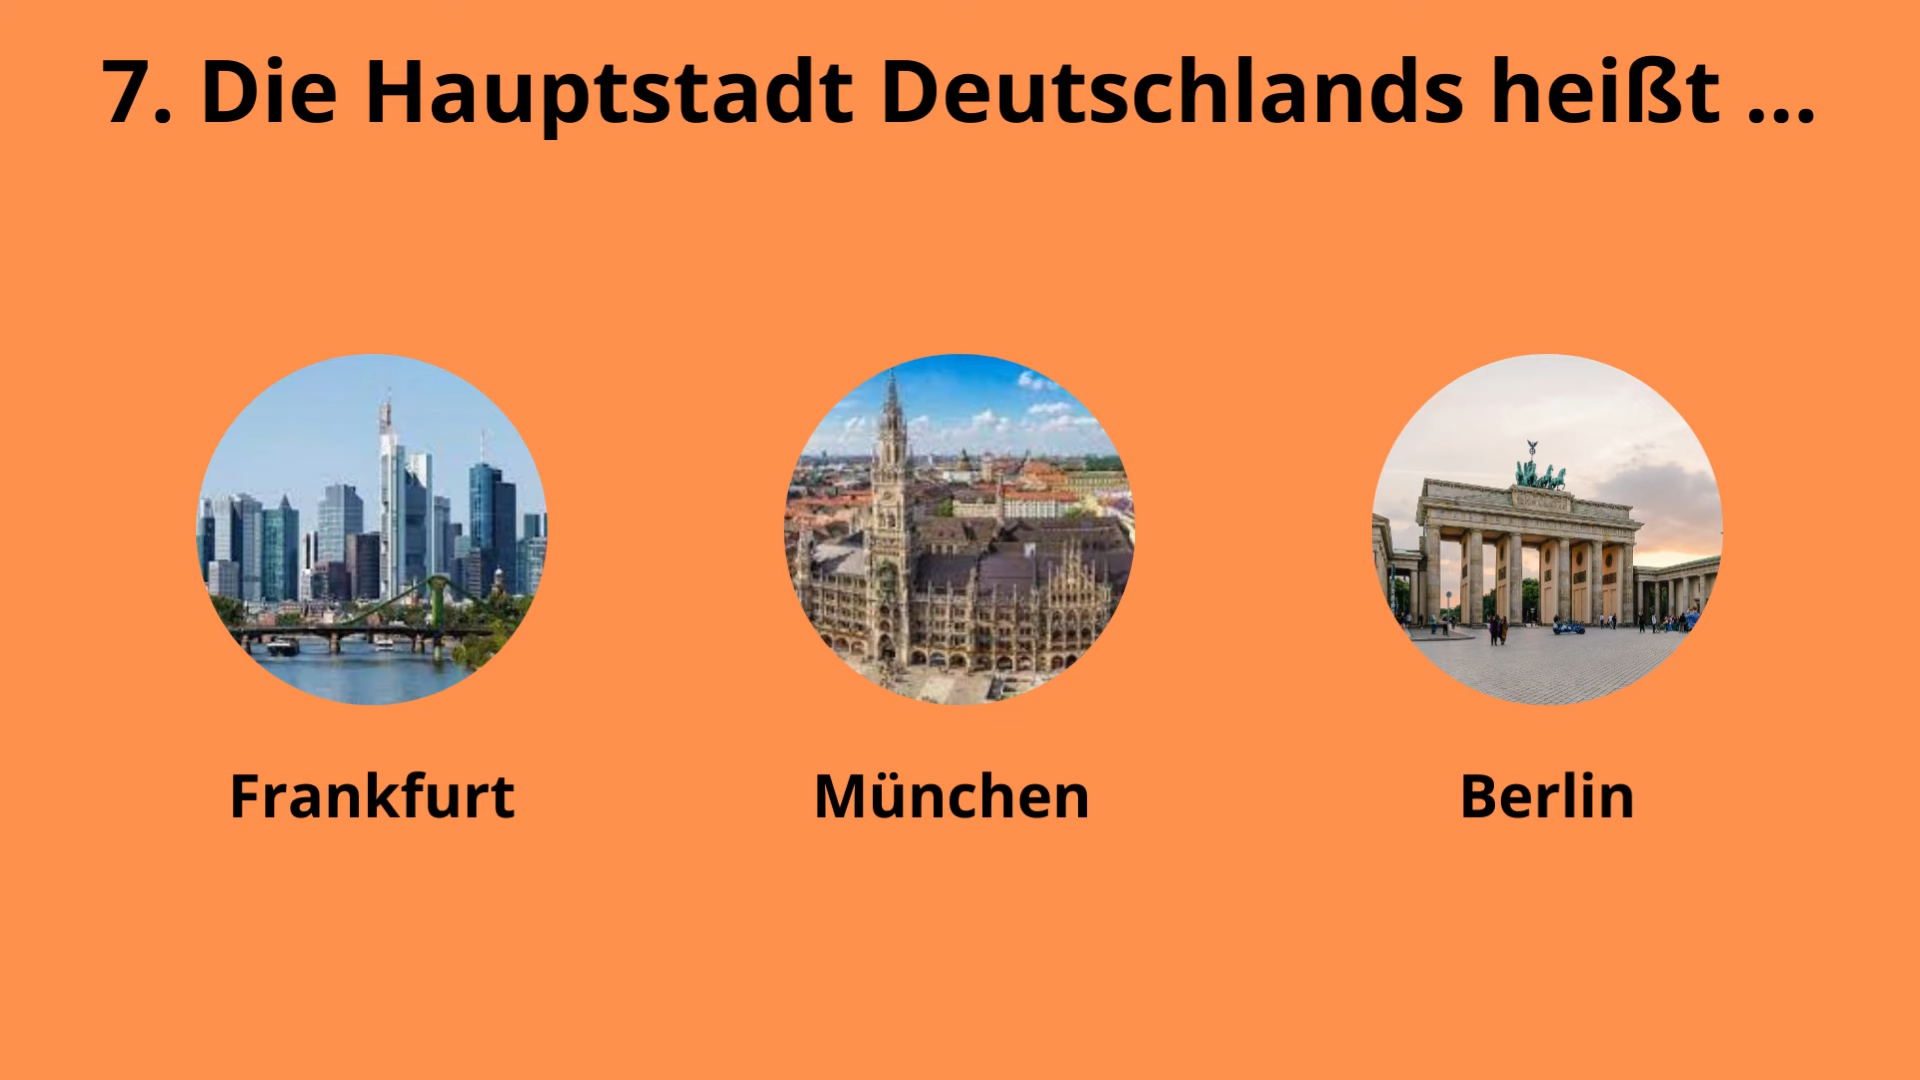 7. Die Hauptstadt Deutschlands heißt ...
Frankfurt
München
Berlin